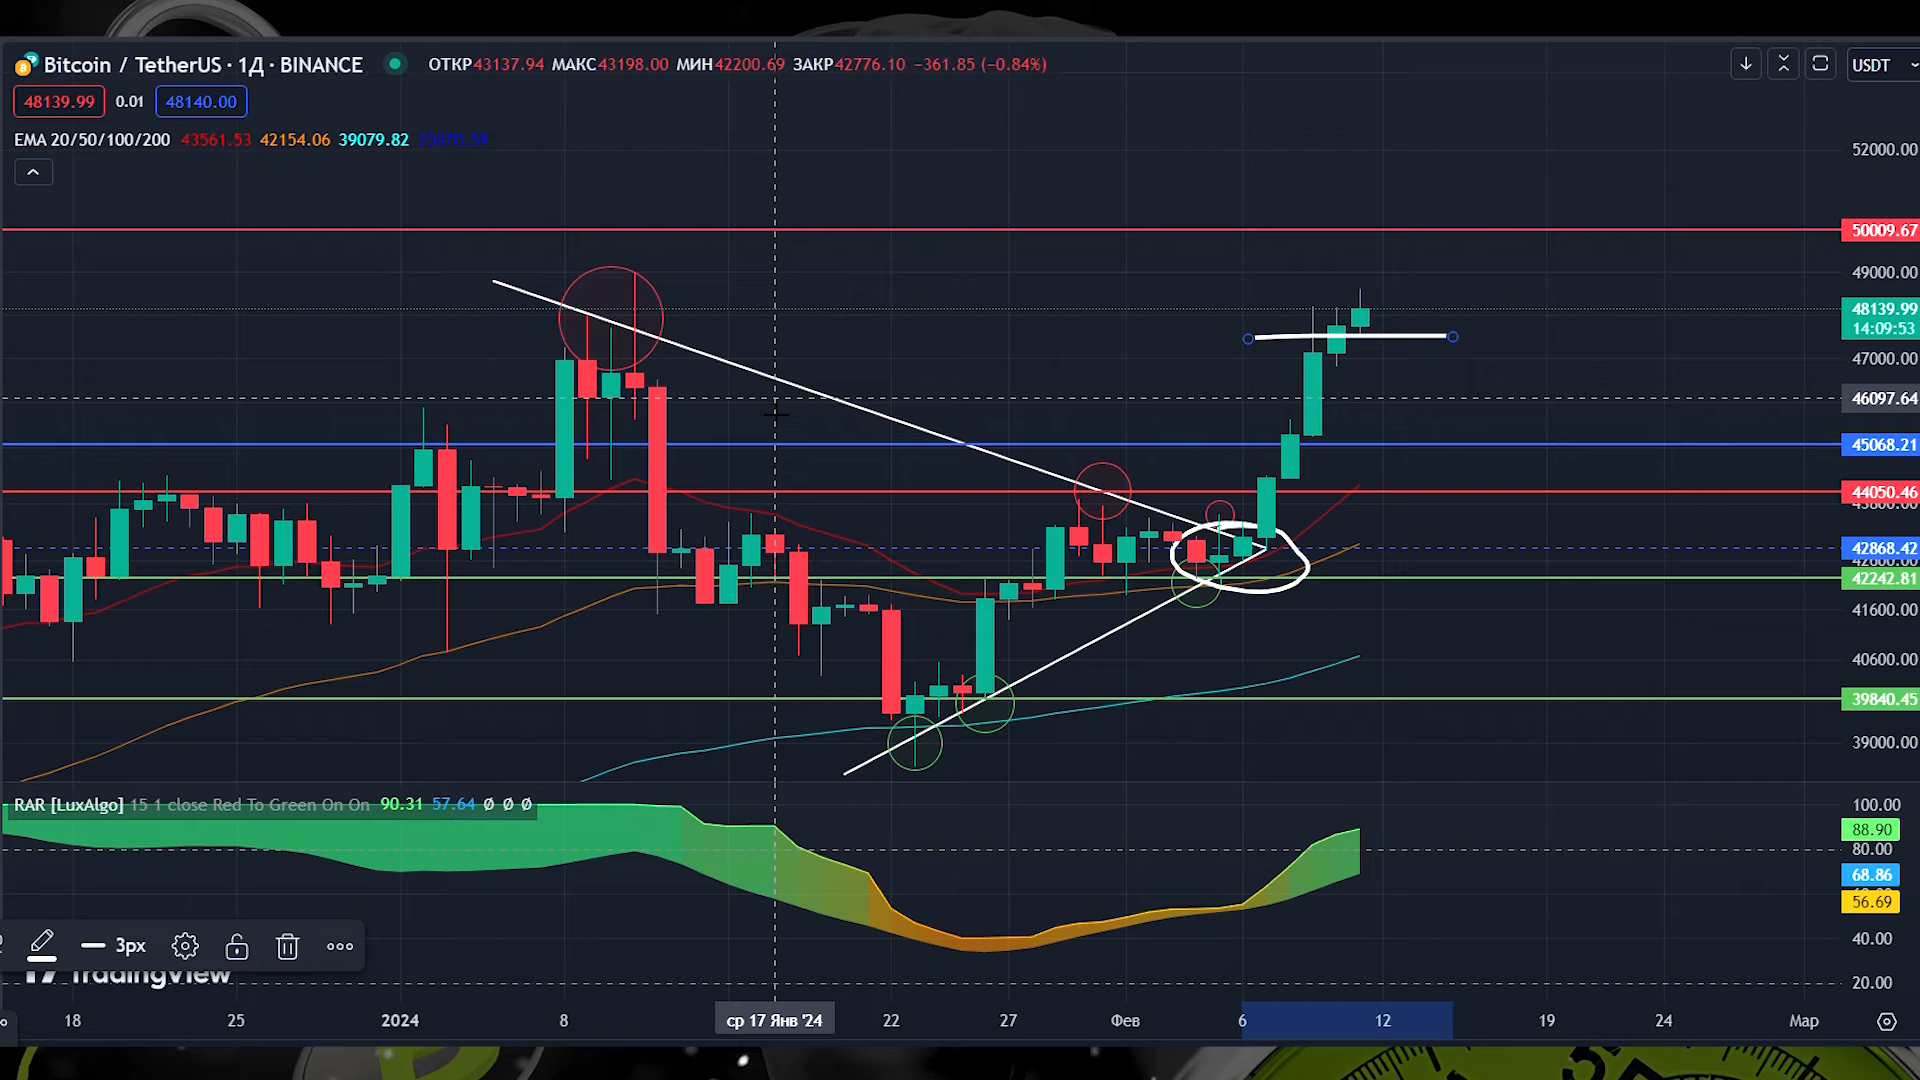 Bitcoin / TetherUS · 1Д · BINANCE ОТКР43137.94 МАКС43198.00 МИН42200.69 ЗАКР42776.10 −361.85 (−0.84%)
USDT
48139.99 0.01 48140.00
EMA 20/50/100/200 43561.53 42154.06 39079.82
52000.00
50009.67
49000.00
48139.99
14:09:53
47000.00
46097.64
45068.21
44050.46
42868.42
42242.81
41600.00
40600.00
39840.45
39000.00
RAR [LuxAlgo] 15 1 close Red To Green On On 90.31 57.64 Ø Ø Ø
100.00
88.90
80.00
68.86
56.69
40.00
20.00
3px
TradingView
18 25 2024 8 ср 17 Янв '24 22 27 Фев 6 12 19 24 Мар